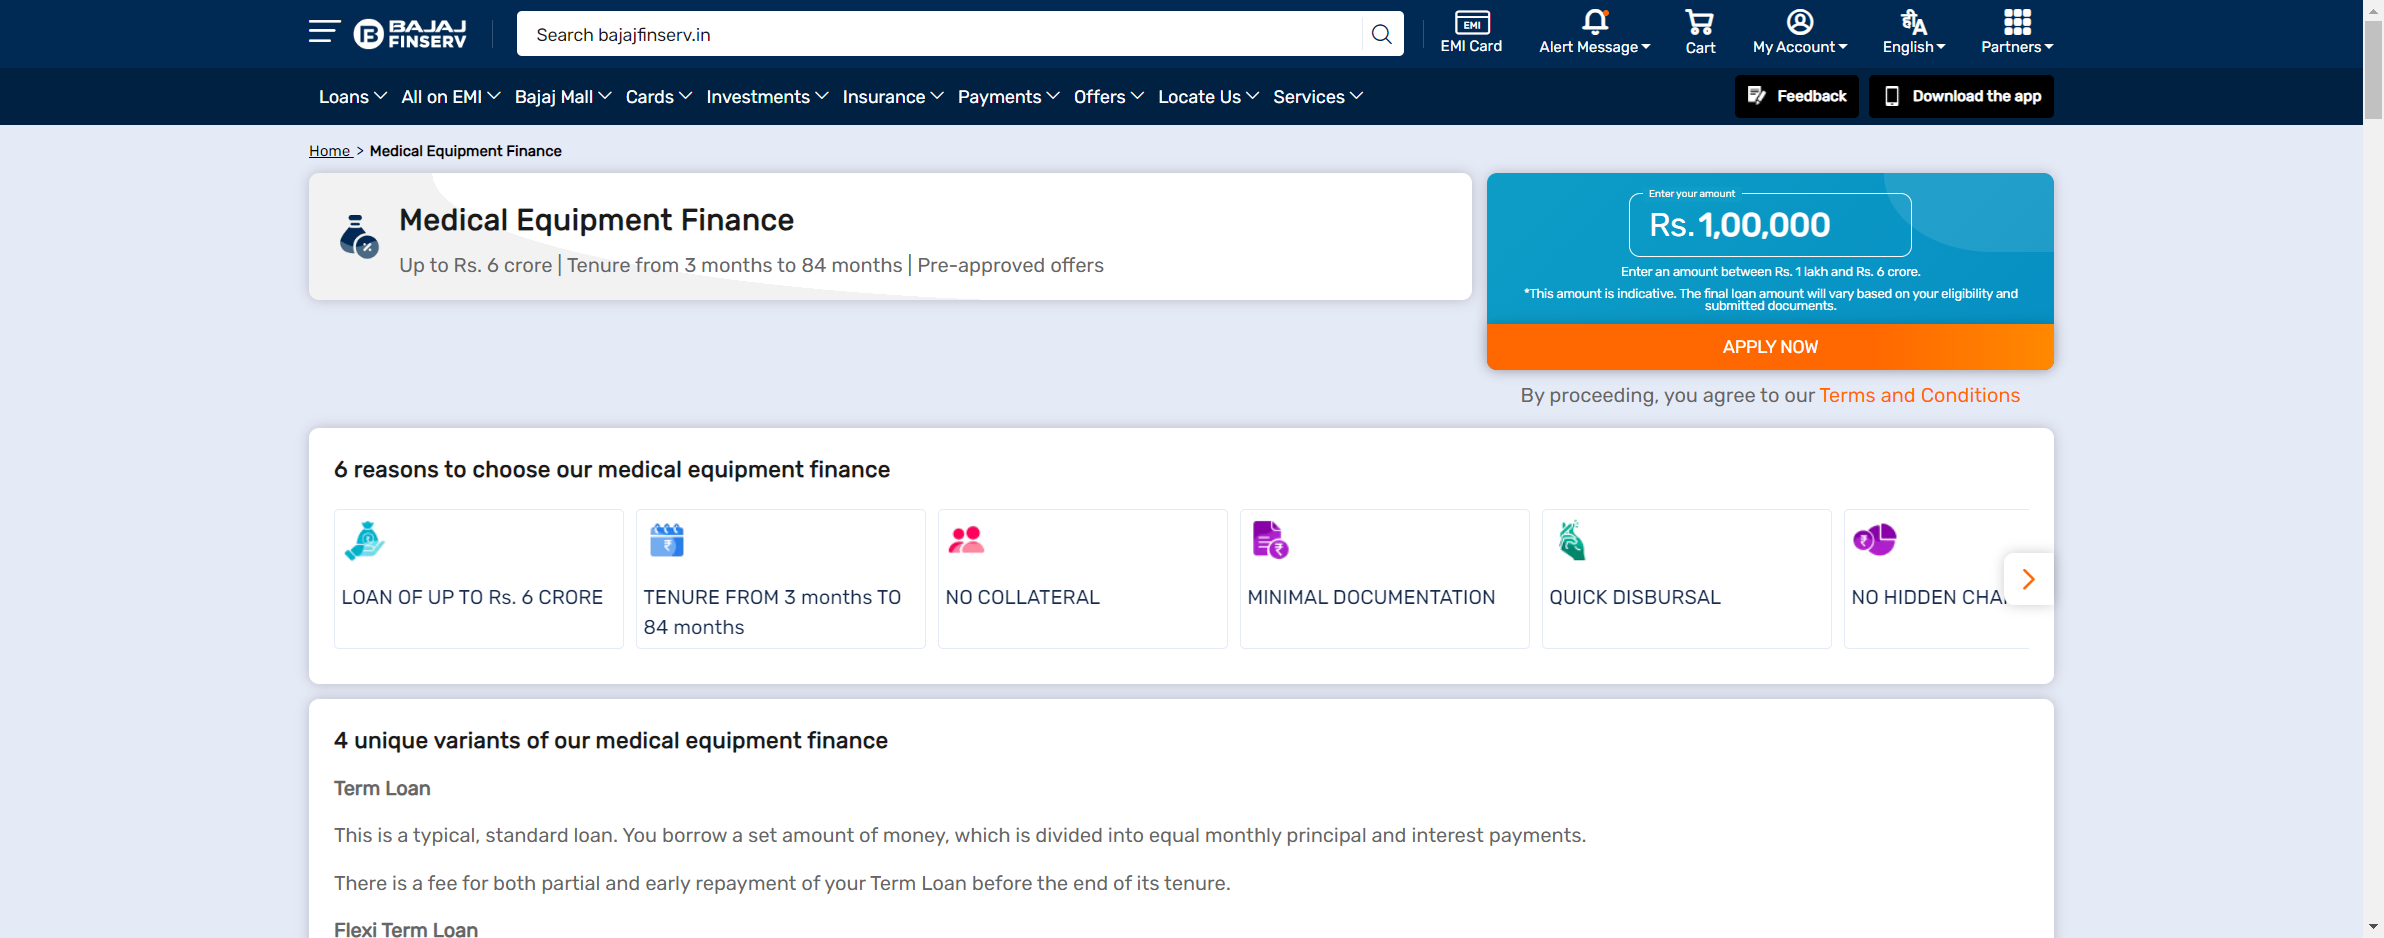 BAJAJ
FINSERV
Search bajajfinserv.in
EMI
EMI Card
Alert Message
Cart
My Account
हीA
English
Partners
Loans All on EMI Bajaj Mall Cards Investments Insurance Payments Offers Locate Us Services
Feedback
Download the app
Home > Medical Equipment Finance
Medical Equipment Finance
Up to Rs. 6 crore | Tenure from 3 months to 84 months | Pre-approved offers
Enter your amount
Rs. 1,00,000
Enter an amount between Rs. 1 lakh and Rs. 6 crore.
*This amount is indicative. The final loan amount will vary based on your eligibility and
submitted documents.
APPLY NOW
By proceeding, you agree to our Terms and Conditions
6 reasons to choose our medical equipment finance
LOAN OF UP TO Rs. 6 CRORE
TENURE FROM 3 months TO
84 months
NO COLLATERAL
MINIMAL DOCUMENTATION
QUICK DISBURSAL
NO HIDDEN
4 unique variants of our medical equipment finance
Term Loan
This is a typical, standard loan. You borrow a set amount of money, which is divided into equal monthly principal and interest payments.
There is a fee for both partial and early repayment of your Term Loan before the end of its tenure.
Flexi Term Loan